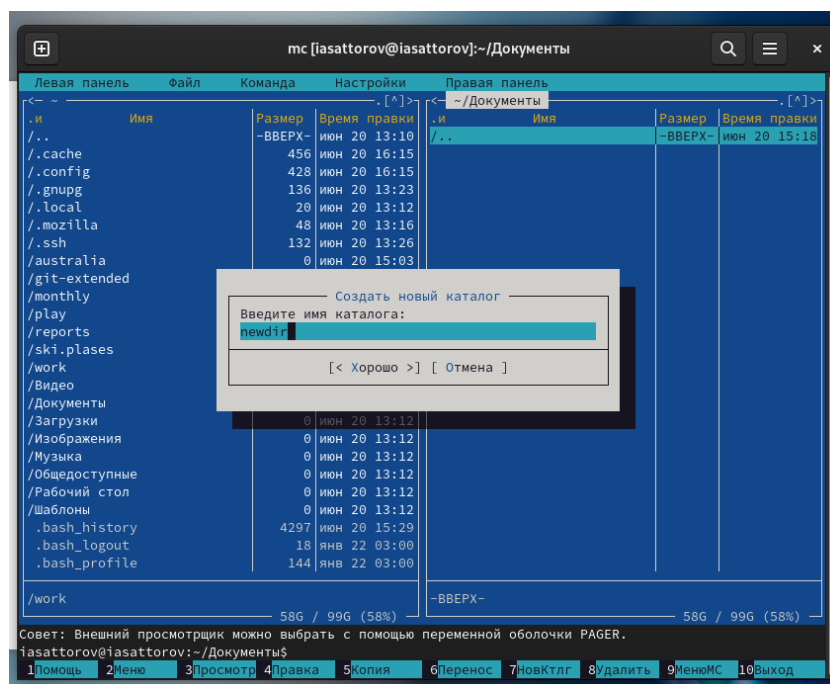 mc [iasattorov@iasattorov]:~/Документы
Левая панель Файл Команда Настройки Правая панель
<— ~ .[^]>
.и Имя Размер Время правки
/.. -ВВЕРХ- июн 20 13:10
/.cache 456 июн 20 16:15
/.config 428 июн 20 16:15
/.gnupg 136 июн 20 13:23
/.local 20 июн 20 13:12
/.mozilla 48 июн 20 13:16
/.ssh 132 июн 20 13:26
/australia 0 июн 20 15:03
/git-extended
/monthly
/play
/reports
/ski.plases
/work
/Видео
/Документы
/Загрузки 0 июн 20 13:12
/Изображения 0 июн 20 13:12
/Музыка 0 июн 20 13:12
/Общедоступные 0 июн 20 13:12
/Рабочий стол 0 июн 20 13:12
/Шаблоны 0 июн 20 13:12
.bash_history 4297 июн 20 15:29
.bash_logout 18 янв 22 03:00
.bash_profile 144 янв 22 03:00
/work
58G / 99G (58%)
<— ~/Документы .[^]>
.и Имя Размер Время правки
/.. -ВВЕРХ- июн 20 15:18
-ВВЕРХ-
58G / 99G (58%)
Создать новый каталог
Введите имя каталога:
newdir
[< Хорошо >] [ Отмена ]
Совет: Внешний просмотрщик можно выбрать с помощью переменной оболочки PAGER.
iasattorov@iasattorov:~/Документы$
1Помощь 2Меню 3Просмотр 4Правка 5Копия 6Перенос 7НовКтлг 8Удалить 9МенюМС 10Выход